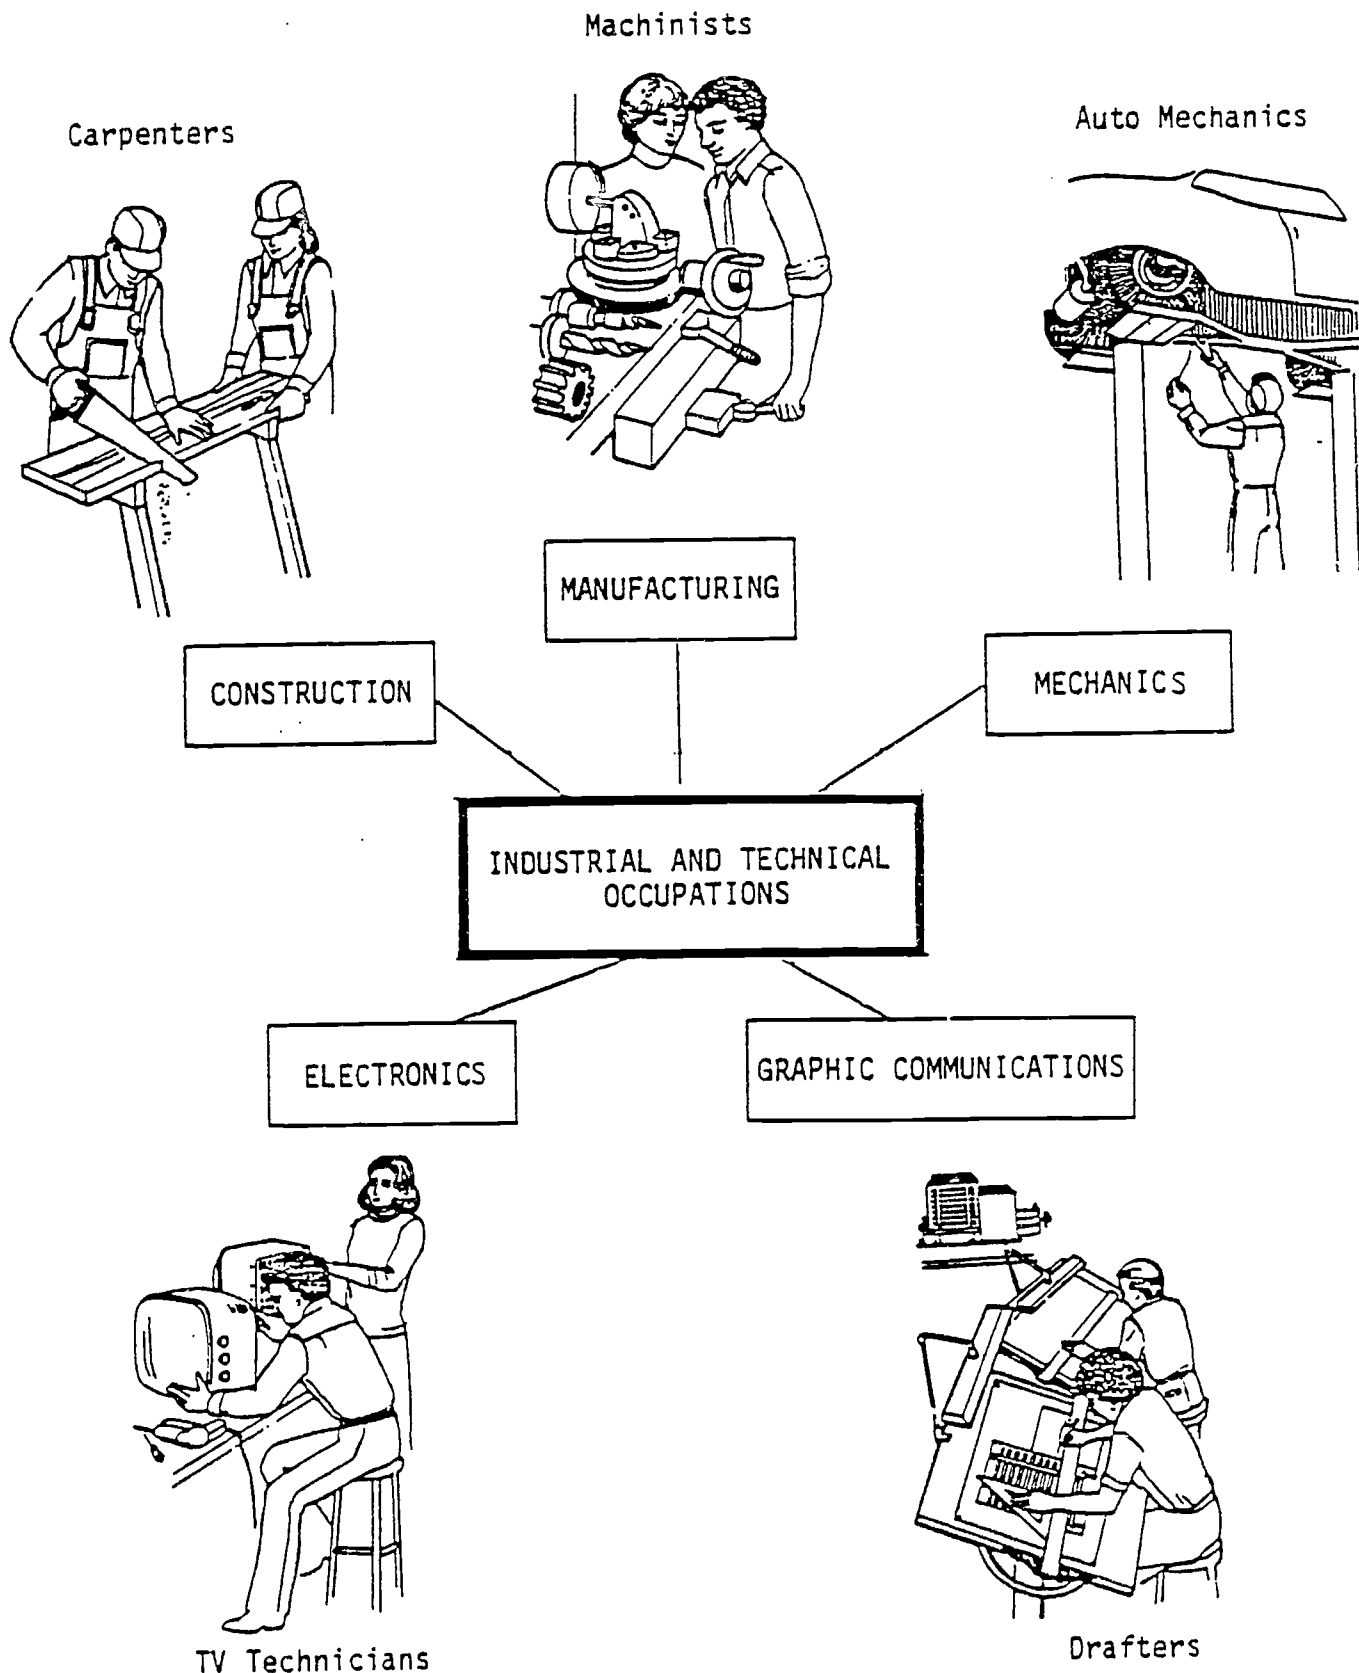 Machinists
Carpenters
Auto Mechanics
MANUFACTURING
CONSTRUCTION
MECHANICS
INDUSTRIAL AND TECHNICAL
OCCUPATIONS
ELECTRONICS
GRAPHIC COMMUNICATIONS
TV Technicians
Drafters